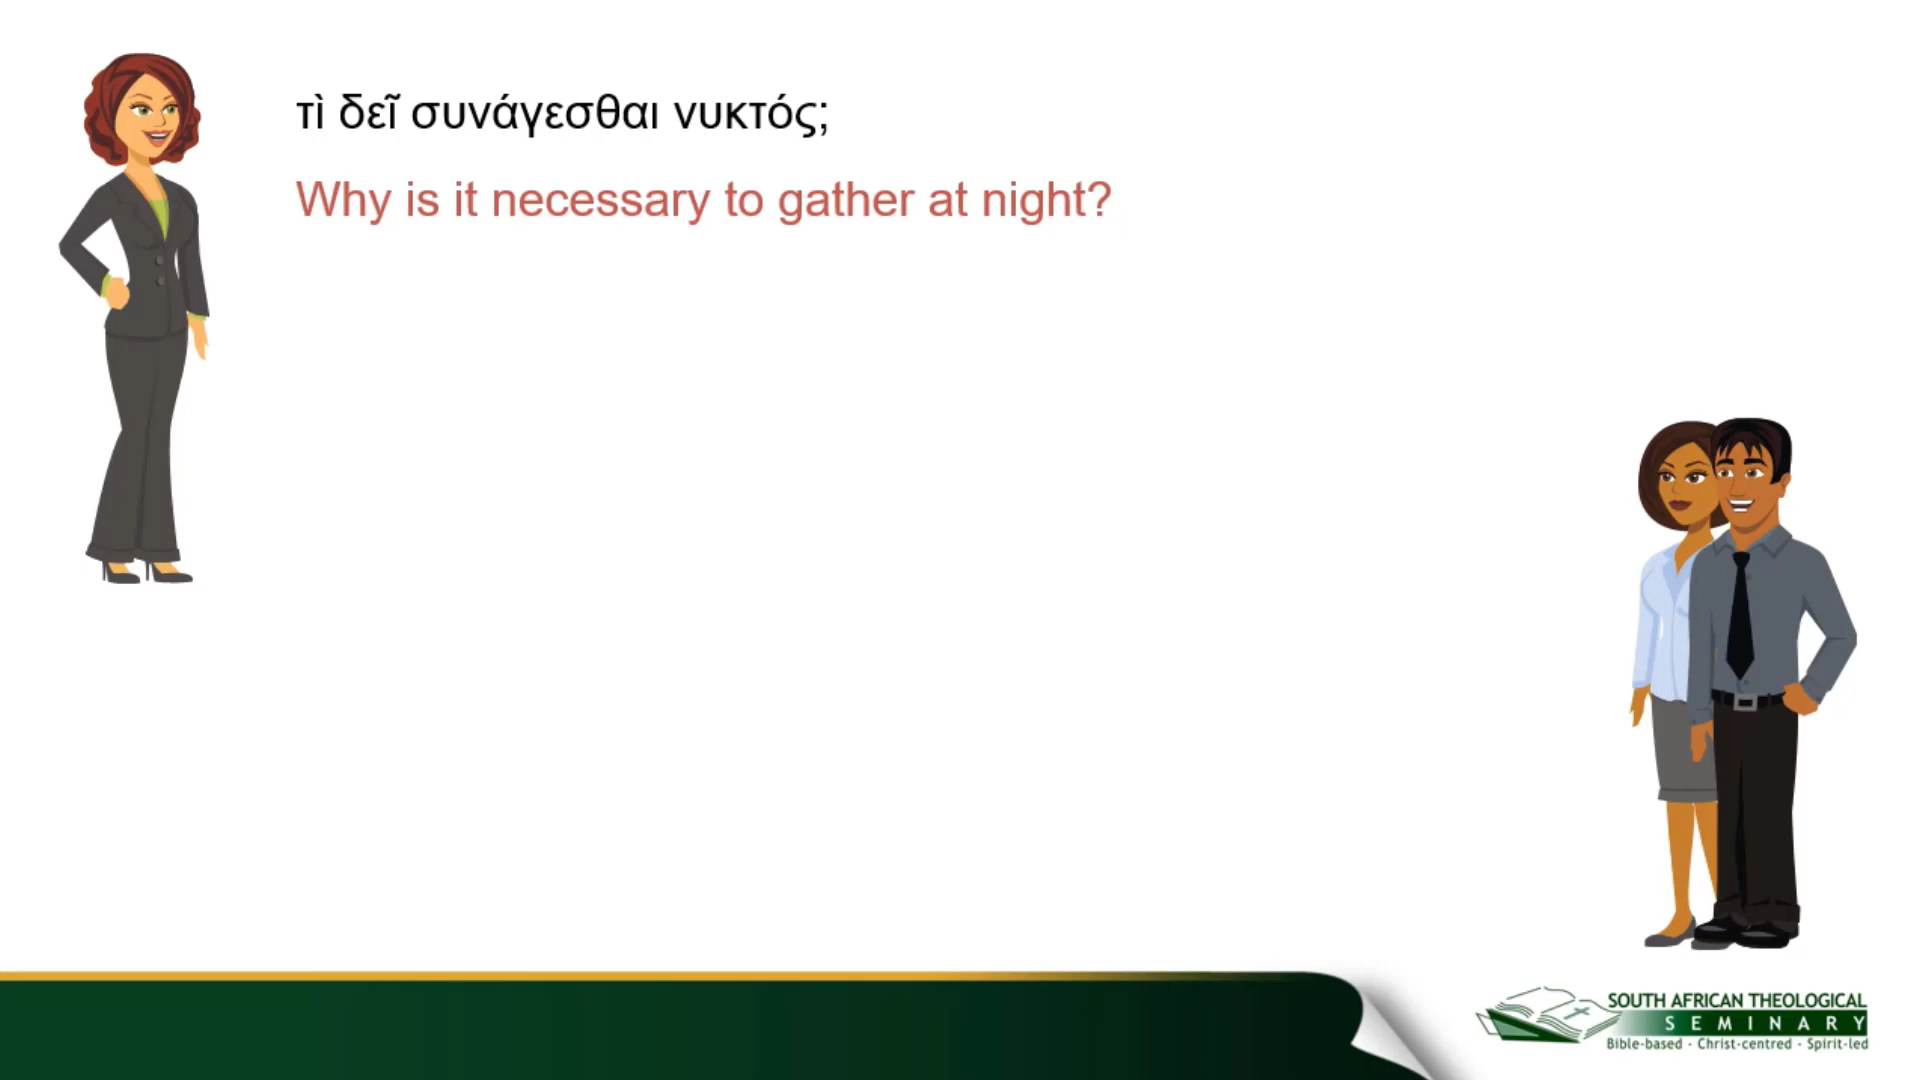 τὶ δεῖ συνάγεσθαι νυκτός;
Why is it necessary to gather at night?
SOUTH AFRICAN THEOLOGICAL
SEMINARY
Bible-based - Christ-centred - Spirit-led